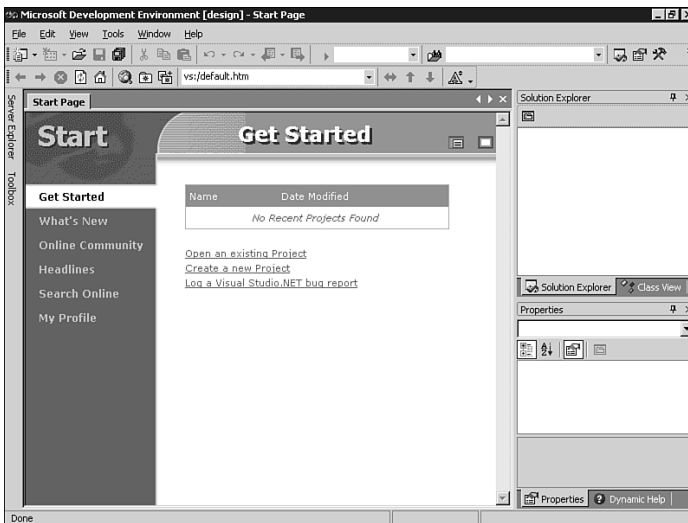 Microsoft Development Environment [design] - Start Page
File Edit View Tools Window Help
vs:/default.htm
Server Explorer
Toolbox
Start Page
Start
Get Started
Get Started
What's New
Online Community
Headlines
Search Online
My Profile
Name Date Modified
No Recent Projects Found
Open an existing Project
Create a new Project
Log a Visual Studio.NET bug report
Solution Explorer
Solution Explorer Class View
Properties
Properties Dynamic Help
Done